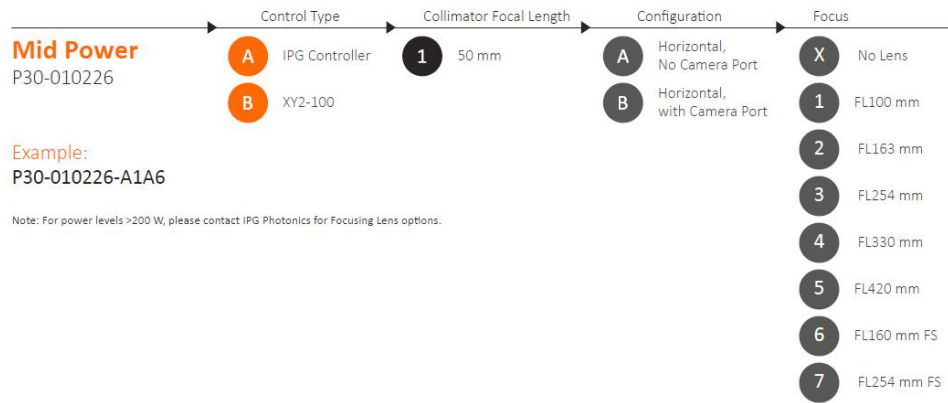 Control Type
Collimator Focal Length
Configuration
Focus
Mid Power
P30-010226
A IPG Controller
B XY2-100
1 50 mm
A Horizontal,
No Camera Port
B Horizontal,
with Camera Port
X No Lens
1 FL100 mm
2 FL163 mm
3 FL254 mm
4 FL330 mm
5 FL420 mm
6 FL160 mm FS
7 FL254 mm FS
Example:
P30-010226-A1A6
Note: For power levels >200 W, please contact IPG Photonics for Focusing Lens options.